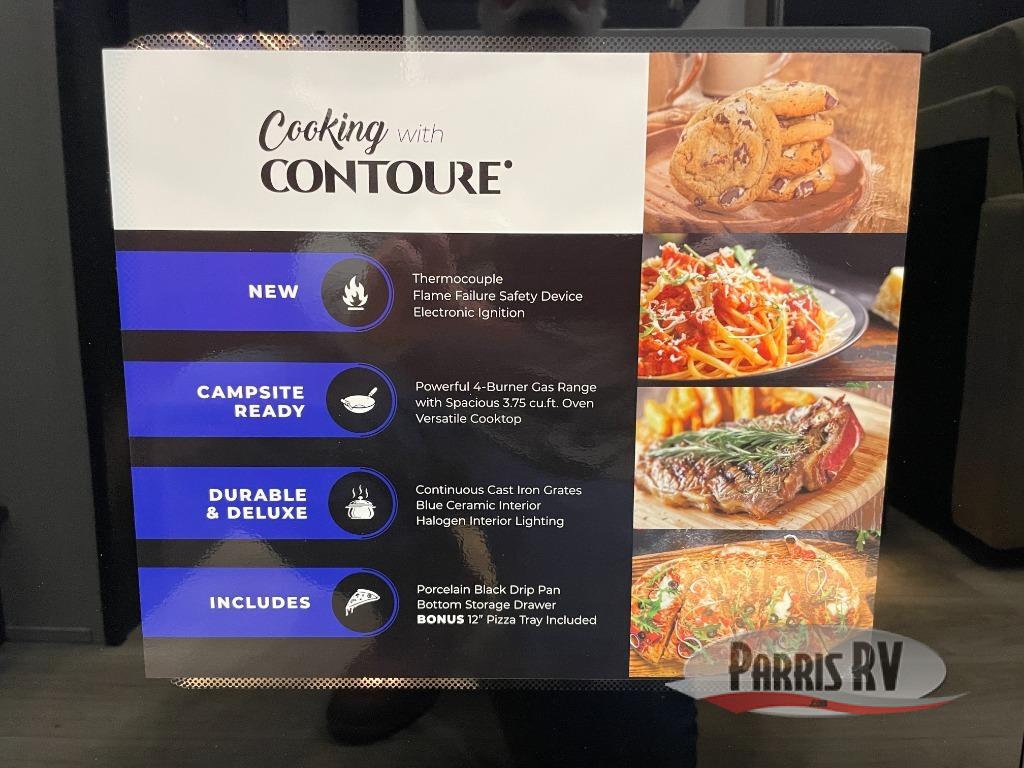 Cooking with
CONTOURE
NEW
Thermocouple
Flame Failure Safety Device
Electronic Ignition
CAMPSITE
READY
Powerful 4-Burner Gas Range
with Spacious 3.75 cu.ft. Oven
Versatile Cooktop
DURABLE
& DELUXE
Continuous Cast Iron Grates
Blue Ceramic Interior
Halogen Interior Lighting
INCLUDES
Porcelain Black Drip Pan
Bottom Storage Drawer
BONUS 12” Pizza Tray Included
PARRIS RV
.com